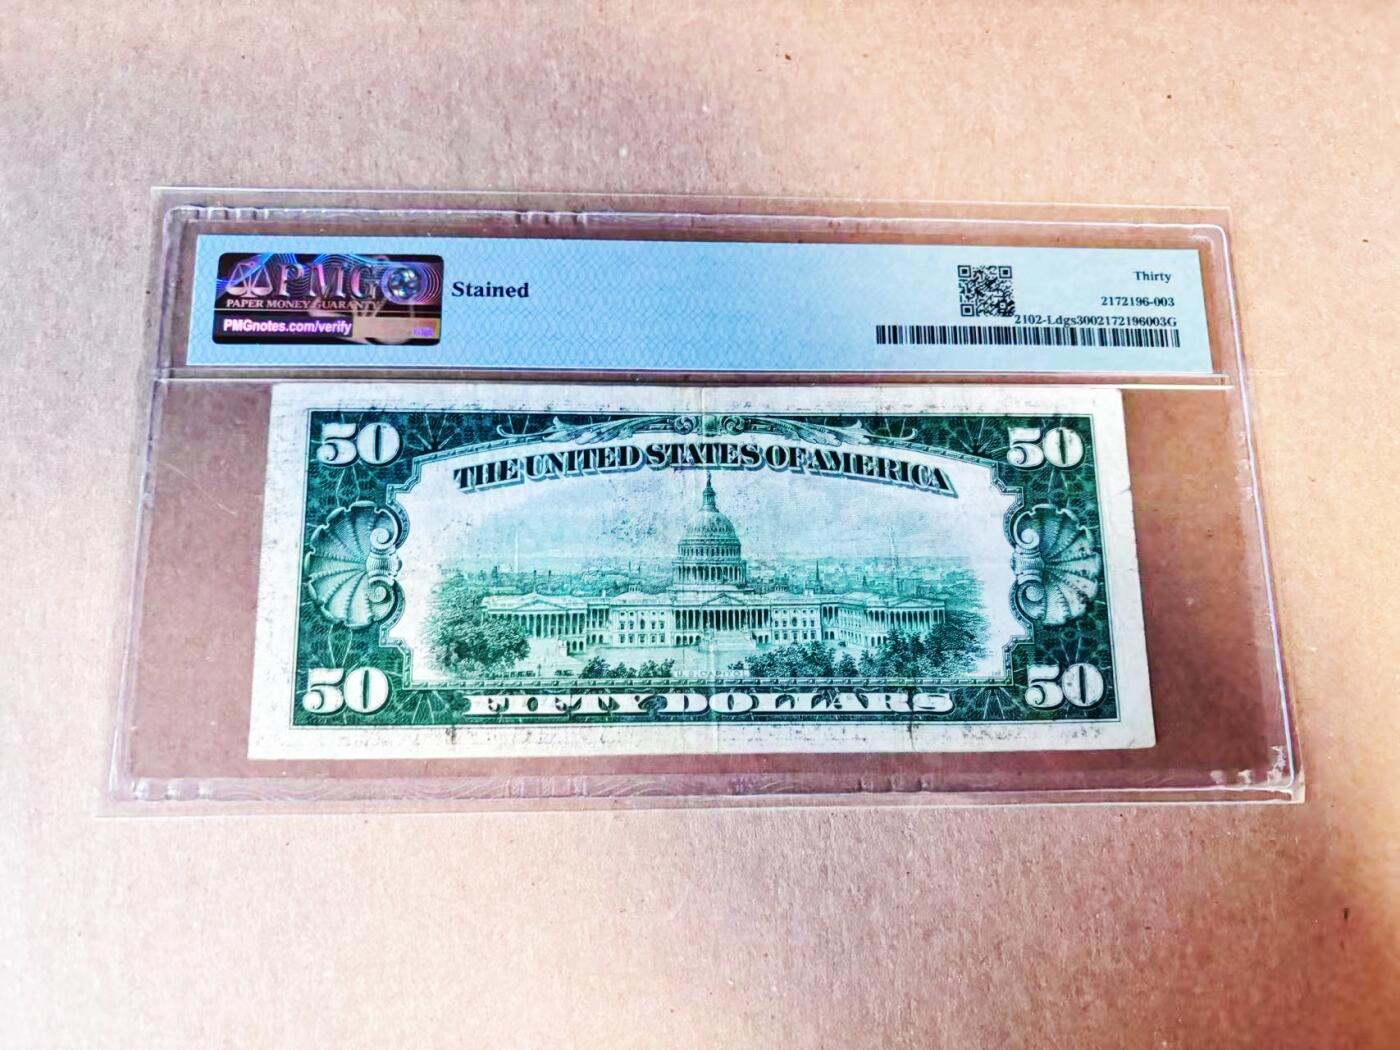 PMG
PAPER MONEY GUARANTY
PMGnotes.com/verify
Stained
Thirty
2172196-003
2102-Ldgs3002172196003G
50 50
THE UNITED STATES OF AMERICA
U.S. CAPITOL
50 50
FIFTY DOLLARS